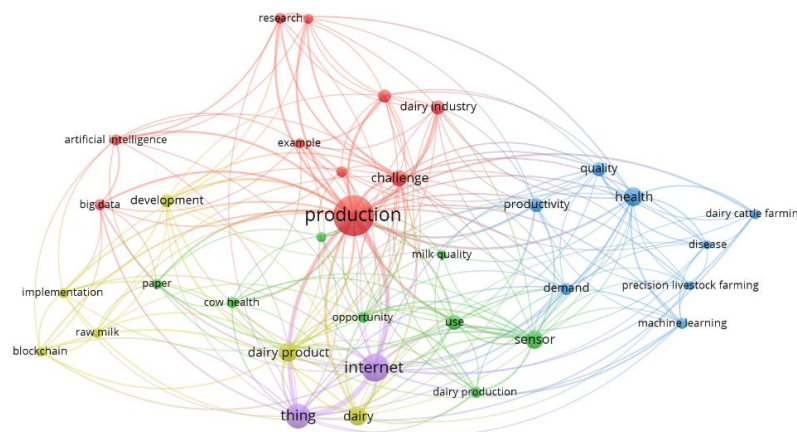 research
dairy industry
artificial intelligence
example
challenge
quality
big data
development
production
productivity
health
dairy cattle farmin
disease
milk quality
implementation
paper
cow health
demand
precision livestock farming
opportunity
use
machine learning
raw milk
sensor
blockchain
dairy product
internet
dairy production
thing
dairy